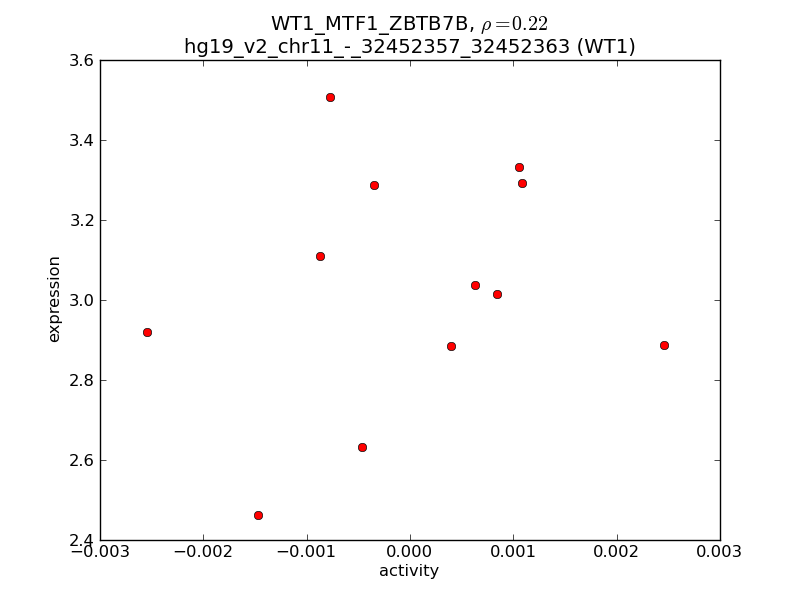 WT1_MTF1_ZBTB7B, ρ=0.22
hg19_v2_chr11_-_32452357_32452363 (WT1)
3.6
3.4
3.2
3.0
2.8
2.6
2.4
expression
−0.003 −0.002 −0.001 0.000 0.001 0.002 0.003
activity